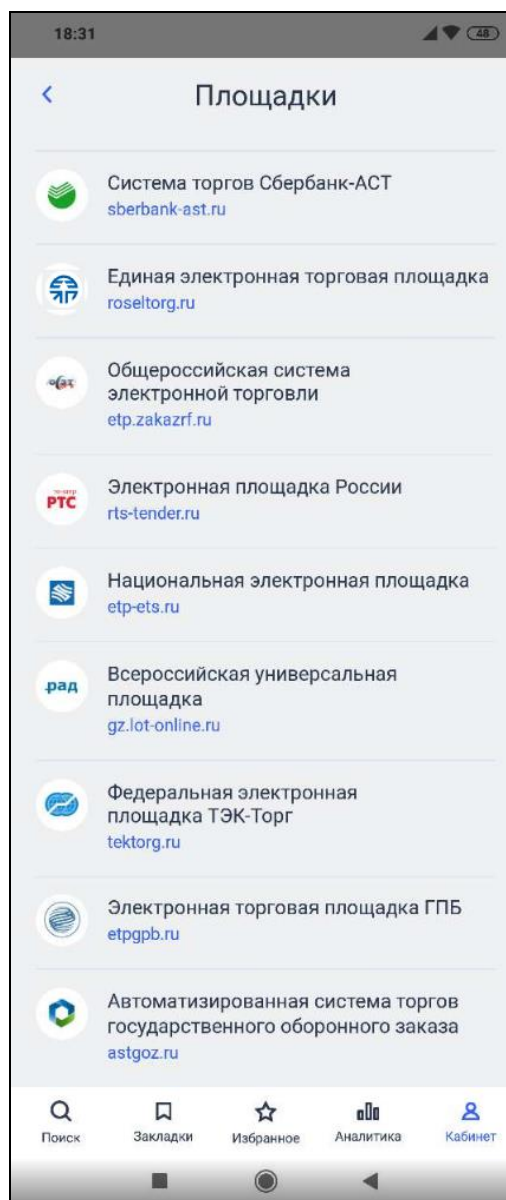 18:31
48
Площадки
Система торгов Сбербанк-АСТ
sberbank-ast.ru
Единая электронная торговая площадка
roseltorg.ru
Общероссийская система
электронной торговли
etp.zakazrf.ru
РТС
Электронная площадка России
rts-tender.ru
Национальная электронная площадка
etp-ets.ru
рад
Всероссийская универсальная
площадка
gz.lot-online.ru
Федеральная электронная
площадка ТЭК-Торг
tektorg.ru
Электронная торговая площадка ГПБ
etpgpb.ru
Автоматизированная система торгов
государственного оборонного заказа
astgoz.ru
Поиск Закладки Избранное Аналитика Кабинет